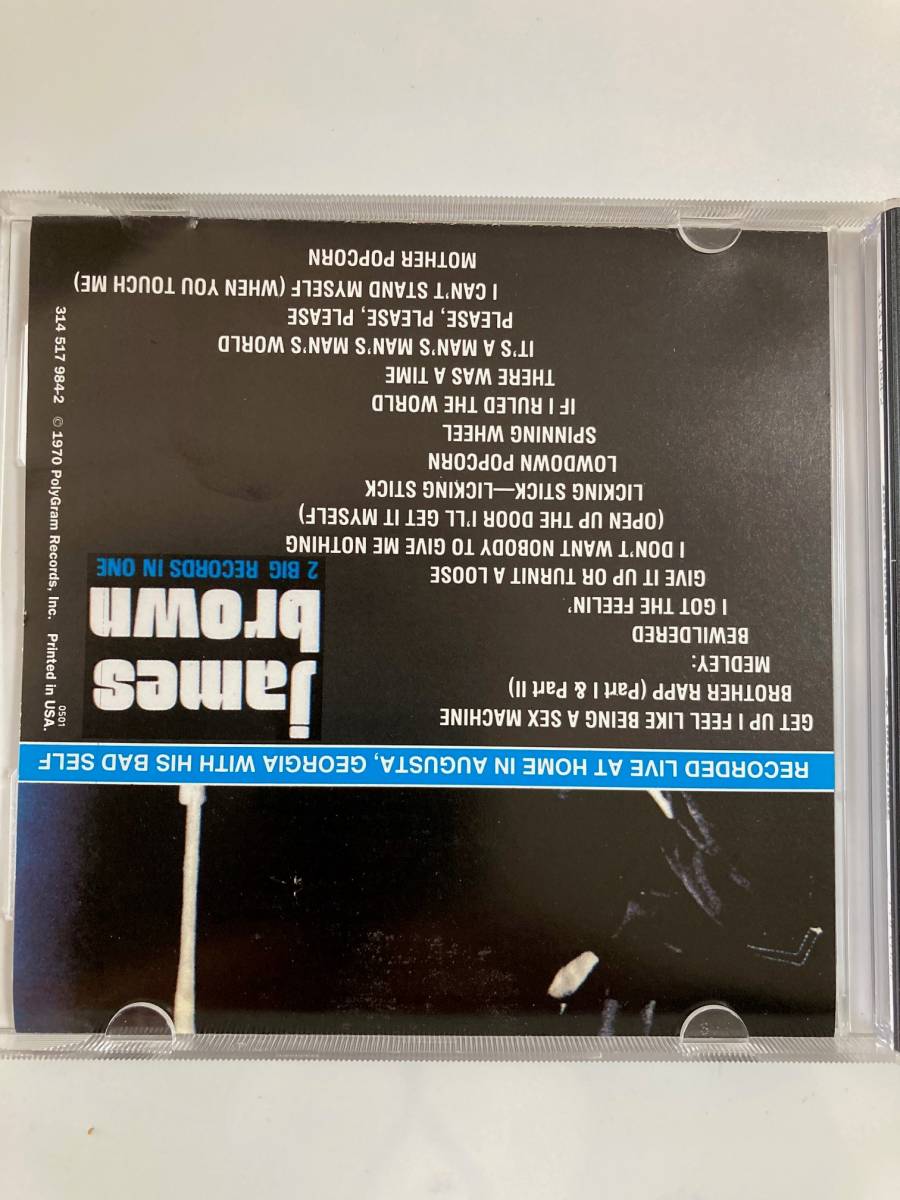 RECORDED LIVE AT HOME IN AUGUSTA, GEORGIA WITH HIS BAD SELF
GET UP I FEEL LIKE BEING A SEX MACHINE
BROTHER RAPP (Part I & Part II)
MEDLEY:
BEWILDERED
I GOT THE FEELIN'
GIVE IT UP OR TURNIT A LOOSE
I DON'T WANT NOBODY TO GIVE ME NOTHING
(OPEN UP THE DOOR I'LL GET IT MYSELF)
LICKING STICK—LICKING STICK
LOWDOWN POPCORN
SPINNING WHEEL
IF I RULED THE WORLD
THERE WAS A TIME
IT'S A MAN'S MAN'S MAN'S WORLD
PLEASE, PLEASE, PLEASE
I CAN'T STAND MYSELF (WHEN YOU TOUCH ME)
MOTHER POPCORN
james
brown
2 BIG RECORDS IN ONE
314 517 984-2 © 1970 PolyGram Records, Inc. Printed in USA.
0501